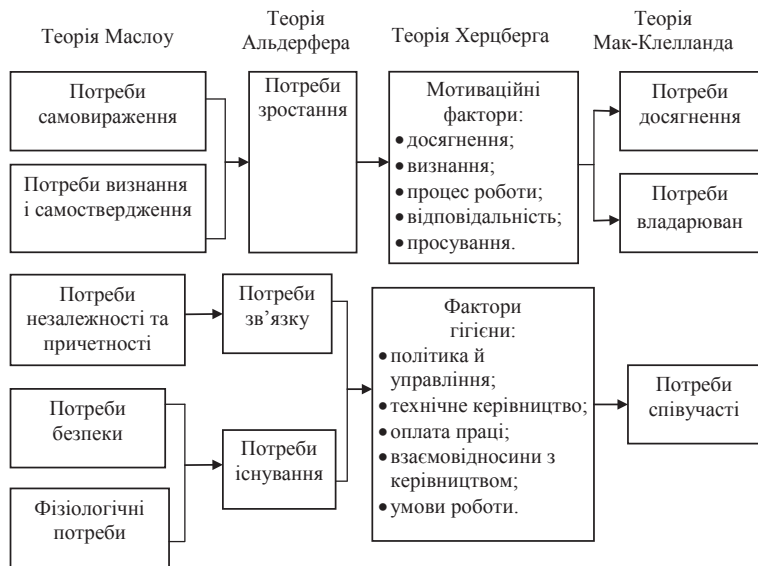 Теорія Маслоу
Теорія
Альдерфера
Теорія Херцберга
Теорія
Мак-Клелланда
Потреби
самовираження
Потреби визнання
і самоствердження
Потреби
зростання
Мотиваційні
фактори:
• досягнення;
• визнання;
• процес роботи;
• відповідальність;
• просування.
Потреби
досягнення
Потреби
владарюван
Потреби
незалежності та
причетності
Потреби
зв’язку
Потреби
безпеки
Фізіологічні
потреби
Потреби
існування
Фактори
гігієни:
• політика й
управління;
• технічне керівництво;
• оплата праці;
• взаємовідносини з
керівництвом;
• умови роботи.
Потреби
співучасті